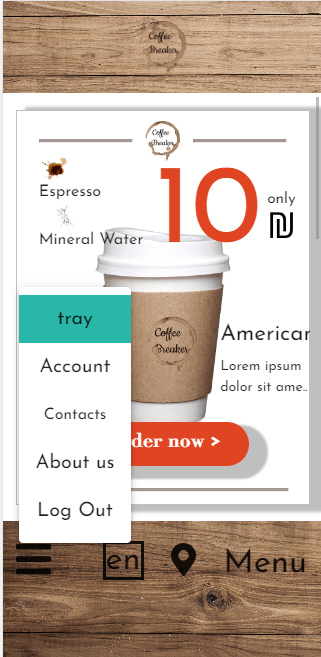 Coffee
Breaker
Coffee
Breaker
10
only
₪
Espresso
Mineral Water
Coffee
Breaker
American
Lorem ipsum
dolor sit ame..
der now >
tray
Account
Contacts
About us
Log Out
en
Menu